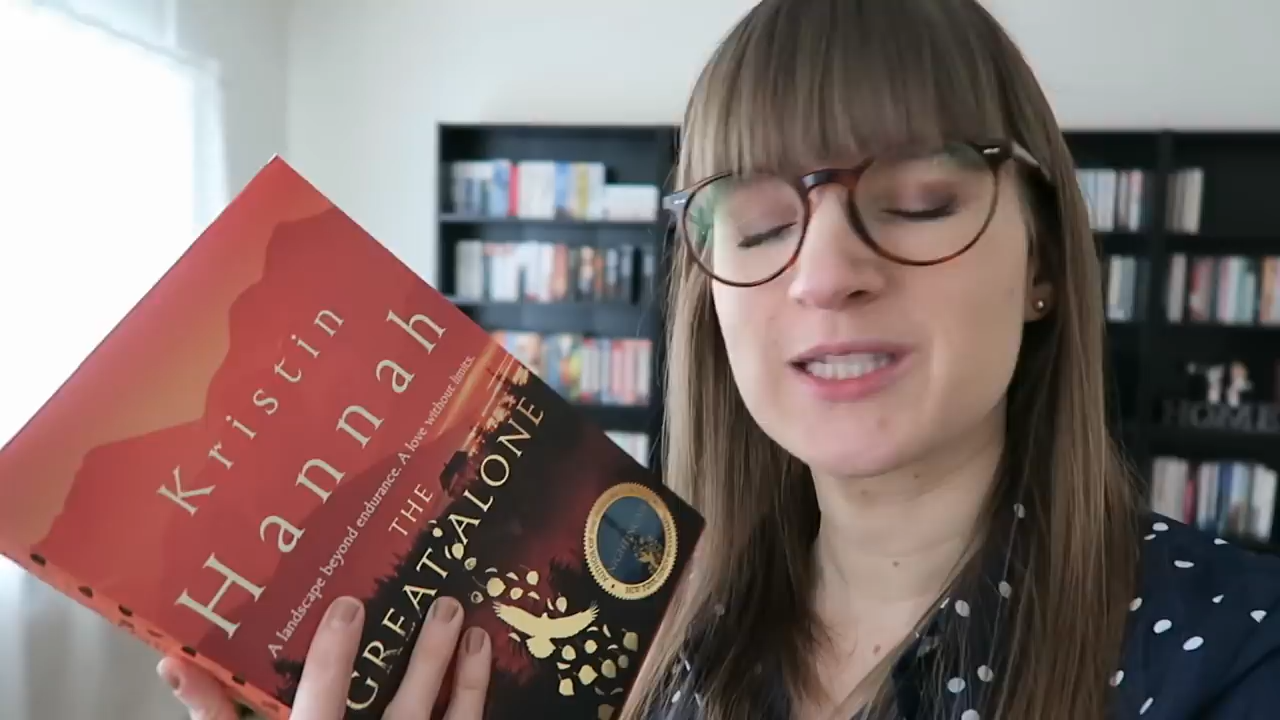 Kristin
Hannah
A landscape beyond endurance. A love without limits.
THE
GREAT ALONE
HOME